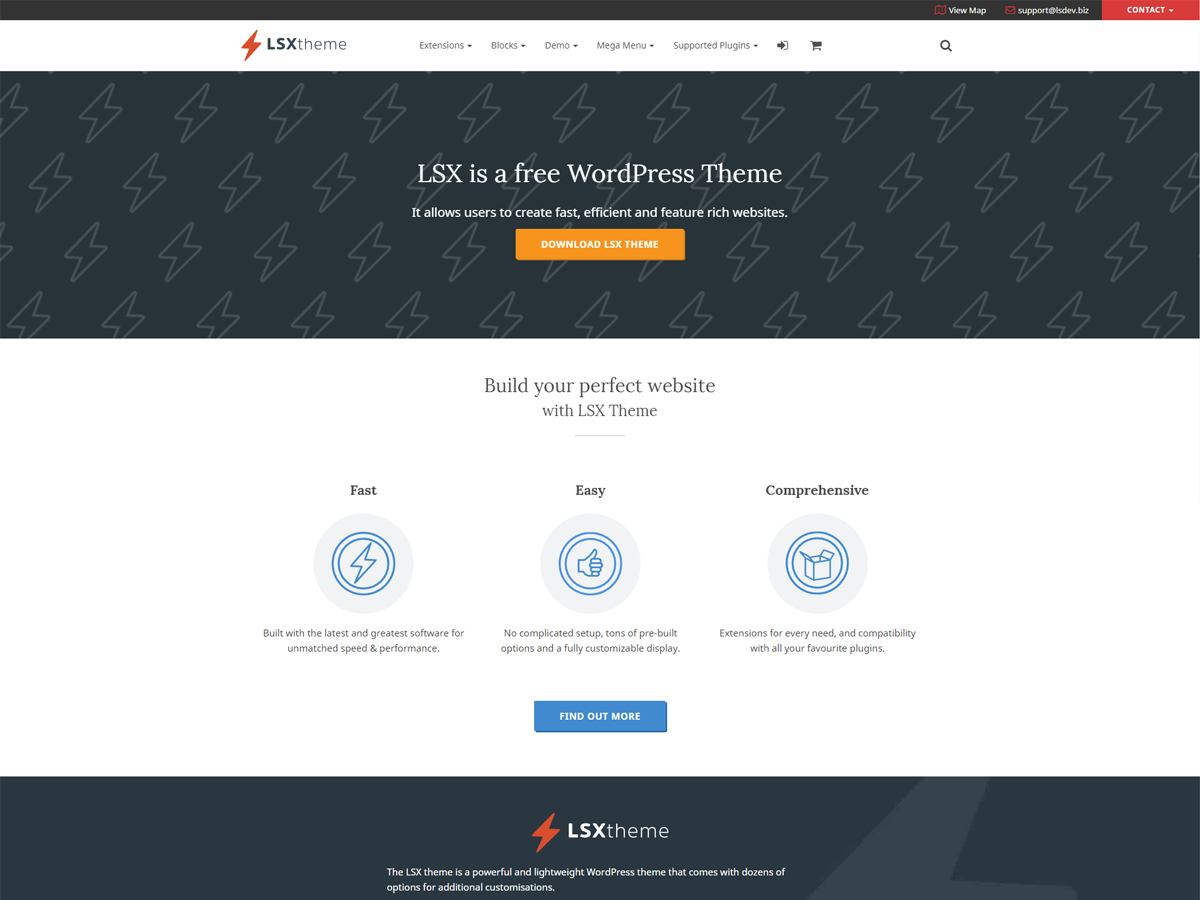 View Map
support@lsdev.biz
CONTACT
LSXtheme
Extensions
Blocks
Demo
Mega Menu
Supported Plugins
LSX is a free WordPress Theme
It allows users to create fast, efficient and feature rich websites.
DOWNLOAD LSX THEME
Build your perfect website
with LSX Theme
Fast
Easy
Comprehensive
Built with the latest and greatest software for
unmatched speed & performance.
No complicated setup, tons of pre-built
options and a fully customizable display.
Extensions for every need, and compatibility
with all your favourite plugins.
FIND OUT MORE
LSXtheme
The LSX theme is a powerful and lightweight WordPress theme that comes with dozens of
options for additional customisations.